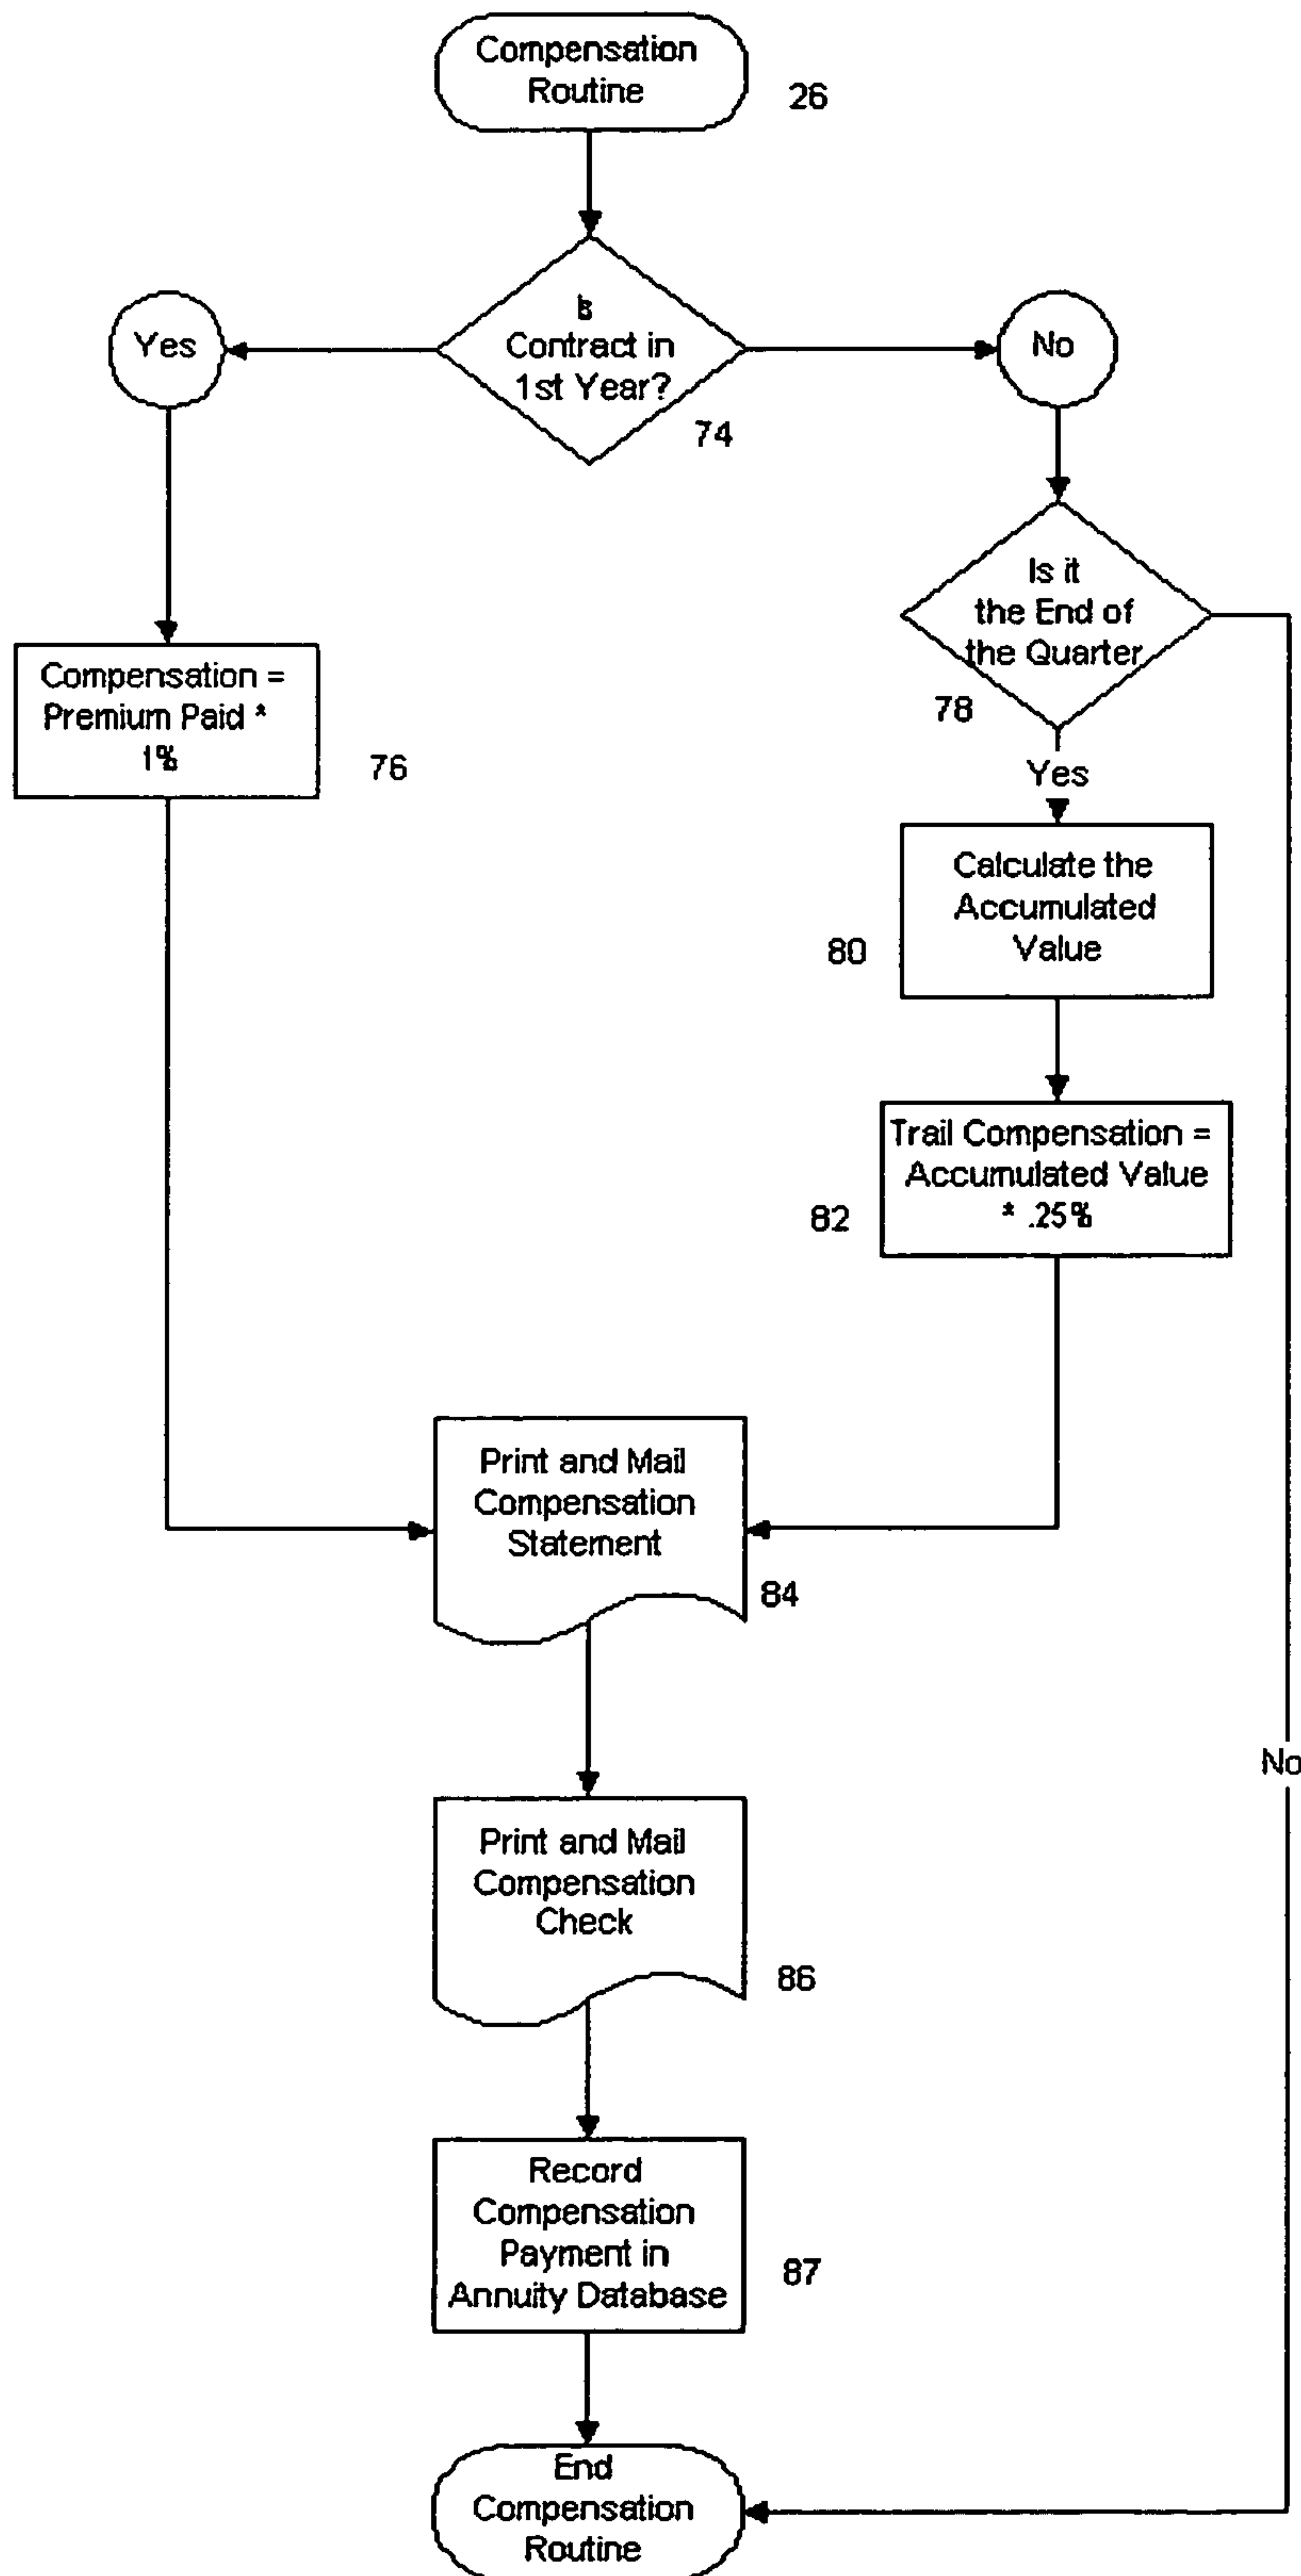 Compensation
Routine
26
Is
Contract in
1st Year?
74
Yes
No
Is it
the End of
the Quarter
78
Yes
Compensation =
Premium Paid *
1%
76
Calculate the
Accumulated
Value
80
Trail Compensation =
Accumulated Value
* .25%
82
Print and Mail
Compensation
Statement
84
No
Print and Mail
Compensation
Check
86
Record
Compensation
Payment in
Annuity Database
87
End
Compensation
Routine